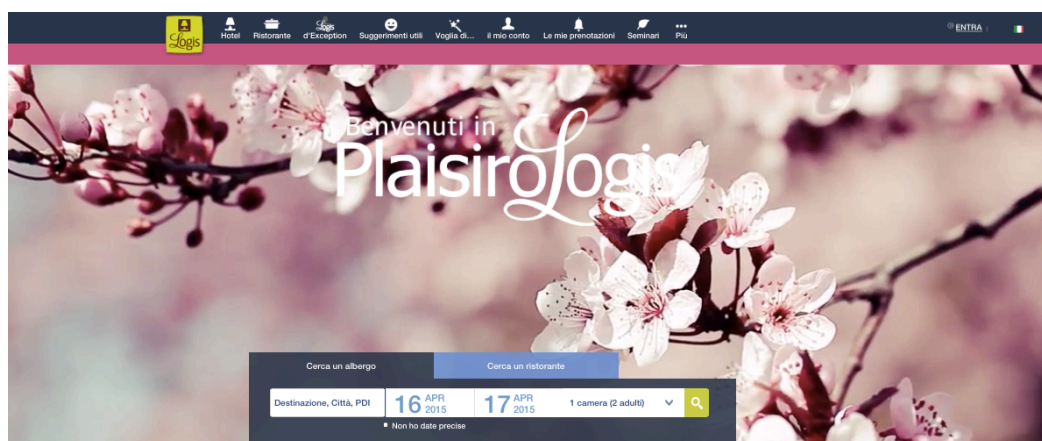 Logis
Hotel
Ristorante
Logis
d'Exception
Suggerimenti utili
Voglia di...
il mio conto
Le mie prenotazioni
Seminari
Più
ENTRA
Benvenuti in
PlaisiroLogis
Cerca un albergo
Cerca un ristorante
Destinazione, Città, PDI
16 APR 2015
17 APR 2015
1 camera (2 adulti)
Non ho date precise